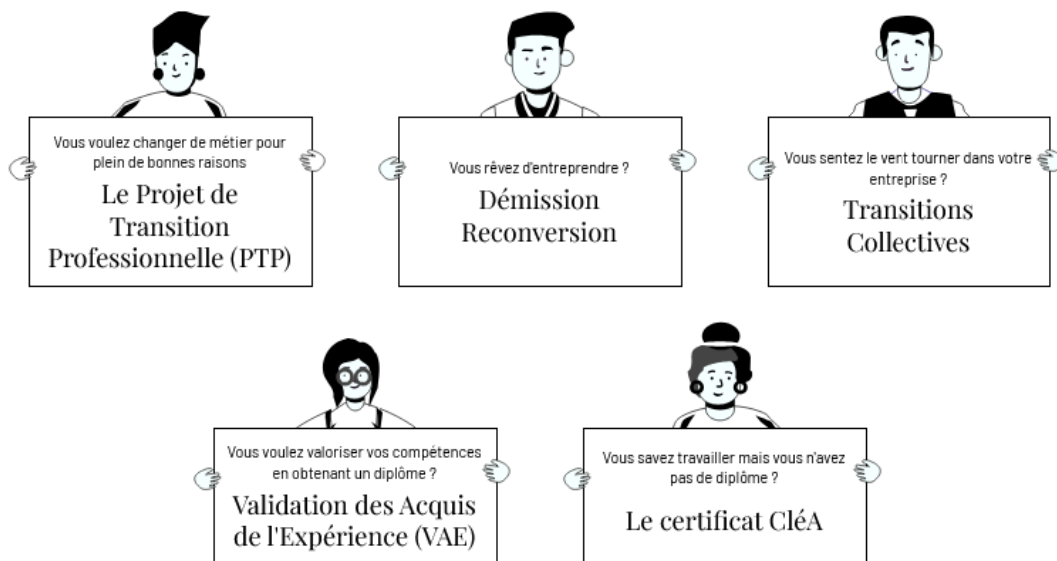 Vous voulez changer de métier pour
plein de bonnes raisons
Le Projet de
Transition
Professionnelle (PTP)
Vous rêvez d'entreprendre ?
Démission
Reconversion
Vous sentez le vent tourner dans votre
entreprise ?
Transitions
Collectives
Vous voulez valoriser vos compétences
en obtenant un diplôme ?
Validation des Acquis
de l'Expérience (VAE)
Vous savez travailler mais vous n'avez
pas de diplôme ?
Le certificat CléA